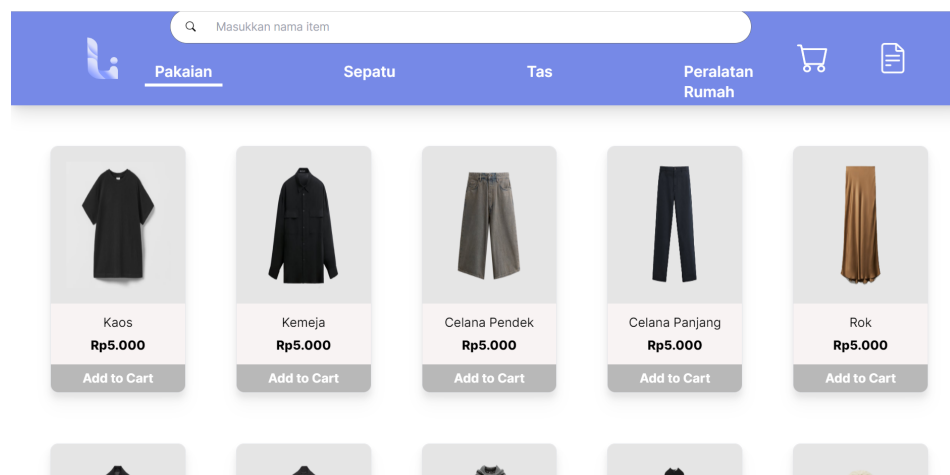 Masukkan nama item
Pakaian
Sepatu
Tas
Peralatan
Rumah
Kaos
Rp5.000
Add to Cart
Kemeja
Rp5.000
Add to Cart
Celana Pendek
Rp5.000
Add to Cart
Celana Panjang
Rp5.000
Add to Cart
Rok
Rp5.000
Add to Cart